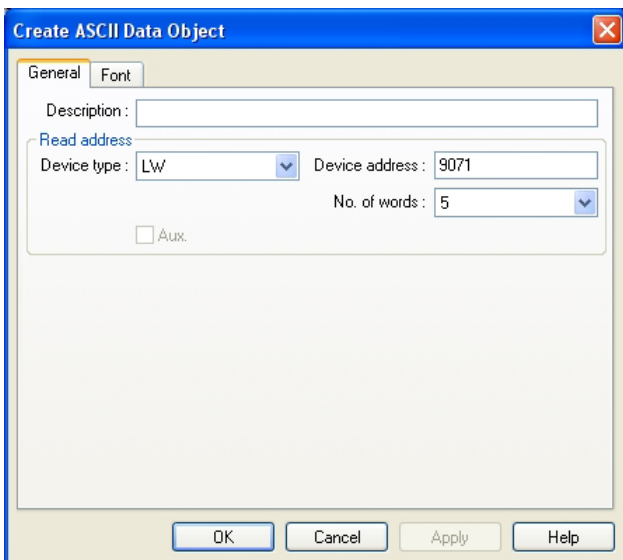 Create ASCII Data Object
General Font
Description :
Read address
Device type : LW Device address : 9071
No. of words : 5
Aux.
OK Cancel Apply Help